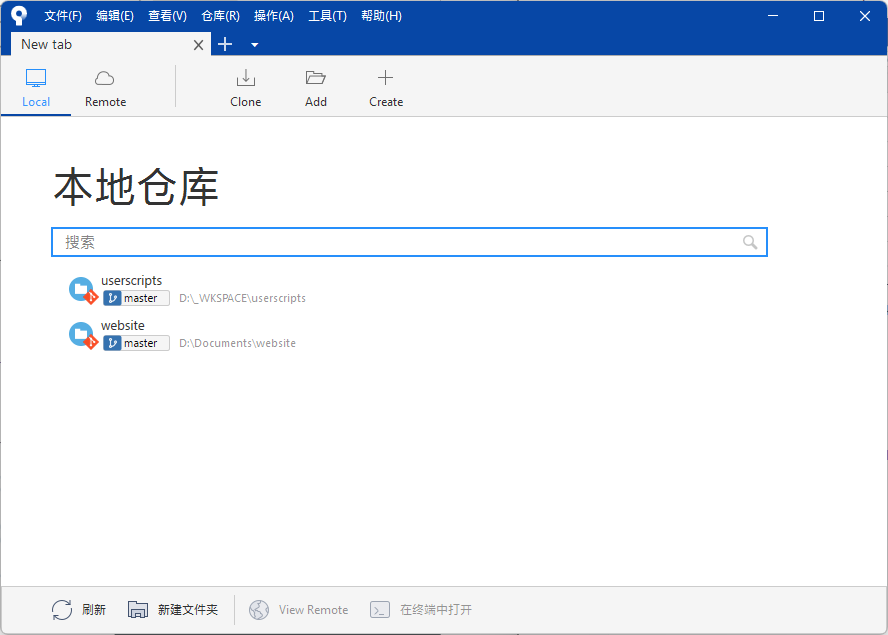 文件(F) 编辑(E) 查看(V) 仓库(R) 操作(A) 工具(T) 帮助(H)
New tab
Local Remote Clone Add Create
本地仓库
搜索
userscripts
master D:\_WKSPACE\userscripts
website
master D:\Documents\website
刷新 新建文件夹 View Remote 在终端中打开